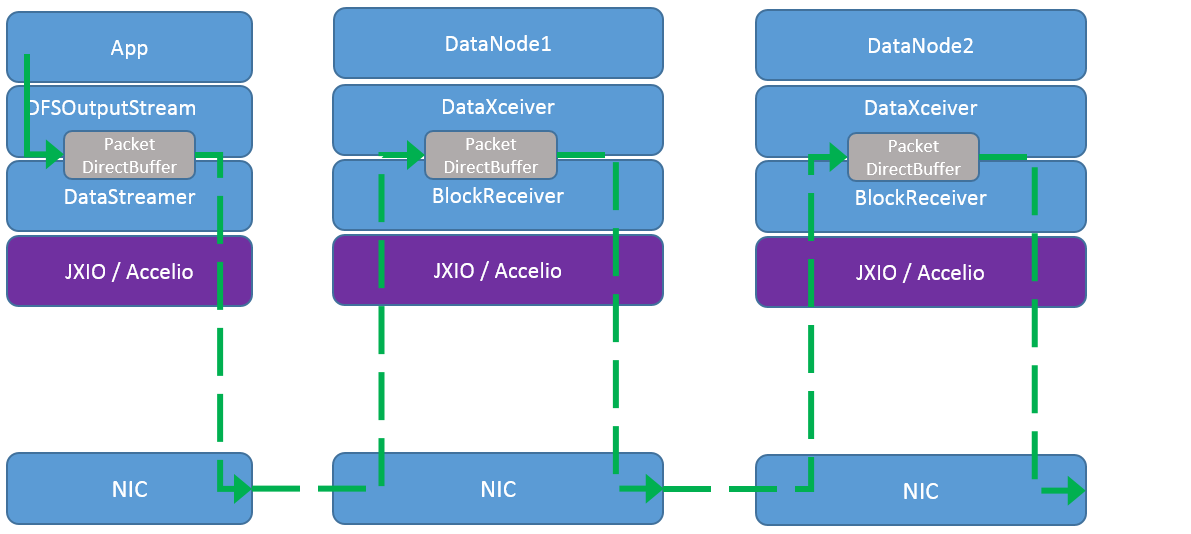 App
DFSOutputStream
Packet
DirectBuffer
DataStreamer
JXIO / Accelio
NIC
DataNode1
DataXceiver
Packet
DirectBuffer
BlockReceiver
JXIO / Accelio
NIC
DataNode2
DataXceiver
Packet
DirectBuffer
BlockReceiver
JXIO / Accelio
NIC